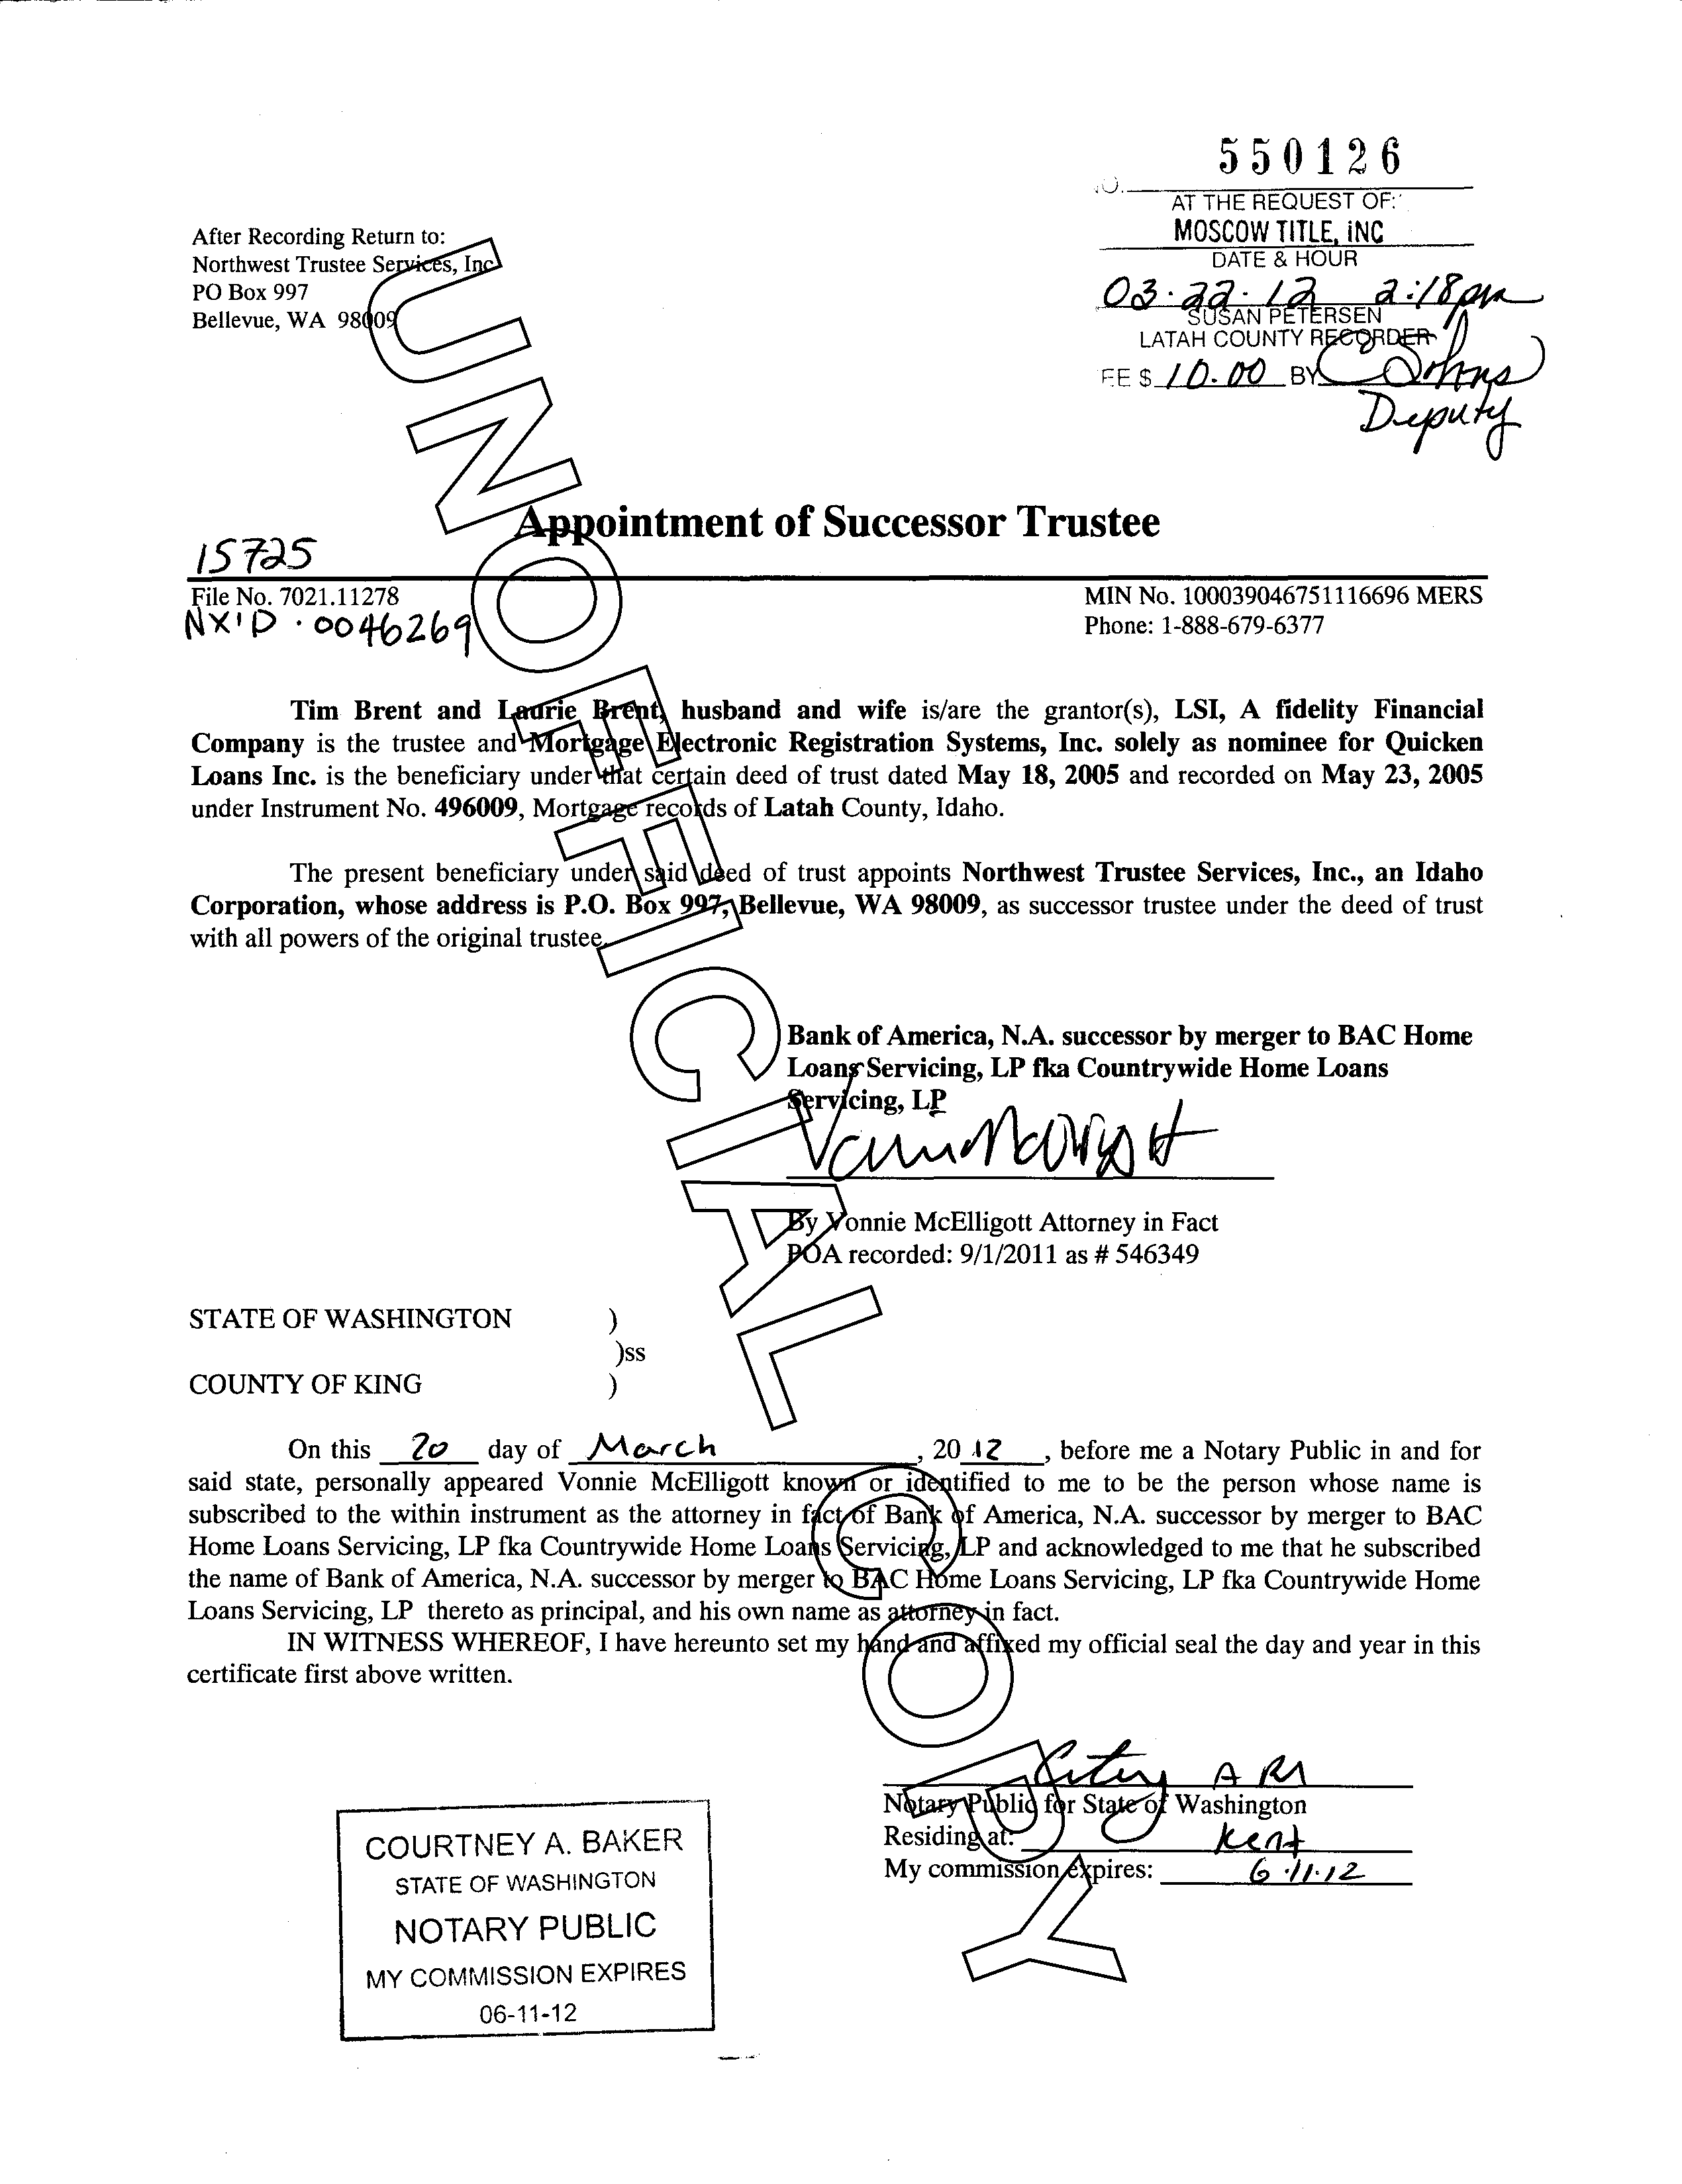 550126
NO.
AT THE REQUEST OF:
MOSCOW TITLE, INC
DATE & HOUR
03·22·12 2:18pm
SUSAN PETERSEN
LATAH COUNTY RECORDER
FEE $ 10.00 BY
Deputy
After Recording Return to:
Northwest Trustee Services, Inc
PO Box 997
Bellevue, WA 98009
Appointment of Successor Trustee
15725
File No. 7021.11278
NXID · 0046269
MIN No. 100039046751116696 MERS
Phone: 1-888-679-6377
Tim Brent and Laurie Brent, husband and wife is/are the grantor(s), LSI, A fidelity Financial
Company is the trustee and Mortgage Electronic Registration Systems, Inc. solely as nominee for Quicken
Loans Inc. is the beneficiary under that certain deed of trust dated May 18, 2005 and recorded on May 23, 2005
under Instrument No. 496009, Mortgage records of Latah County, Idaho.
The present beneficiary under said deed of trust appoints Northwest Trustee Services, Inc., an Idaho
Corporation, whose address is P.O. Box 997, Bellevue, WA 98009, as successor trustee under the deed of trust
with all powers of the original trustee.
Bank of America, N.A. successor by merger to BAC Home
Loans Servicing, LP fka Countrywide Home Loans
Servicing, LP
By Vonnie McElligott Attorney in Fact
POA recorded: 9/1/2011 as # 546349
STATE OF WASHINGTON )
)ss
COUNTY OF KING )
On this 20 day of March , 20 12 , before me a Notary Public in and for
said state, personally appeared Vonnie McElligott known or identified to me to be the person whose name is
subscribed to the within instrument as the attorney in fact of Bank of America, N.A. successor by merger to BAC
Home Loans Servicing, LP fka Countrywide Home Loans Servicing, LP and acknowledged to me that he subscribed
the name of Bank of America, N.A. successor by merger to BAC Home Loans Servicing, LP fka Countrywide Home
Loans Servicing, LP thereto as principal, and his own name as attorney in fact.
IN WITNESS WHEREOF, I have hereunto set my hand and affixed my official seal the day and year in this
certificate first above written.
Notary Public for State of Washington
Residing at: Kent
My commission expires: 6·11·12
COURTNEY A. BAKER
STATE OF WASHINGTON
NOTARY PUBLIC
MY COMMISSION EXPIRES
06-11-12
UNOFFICIAL COPY